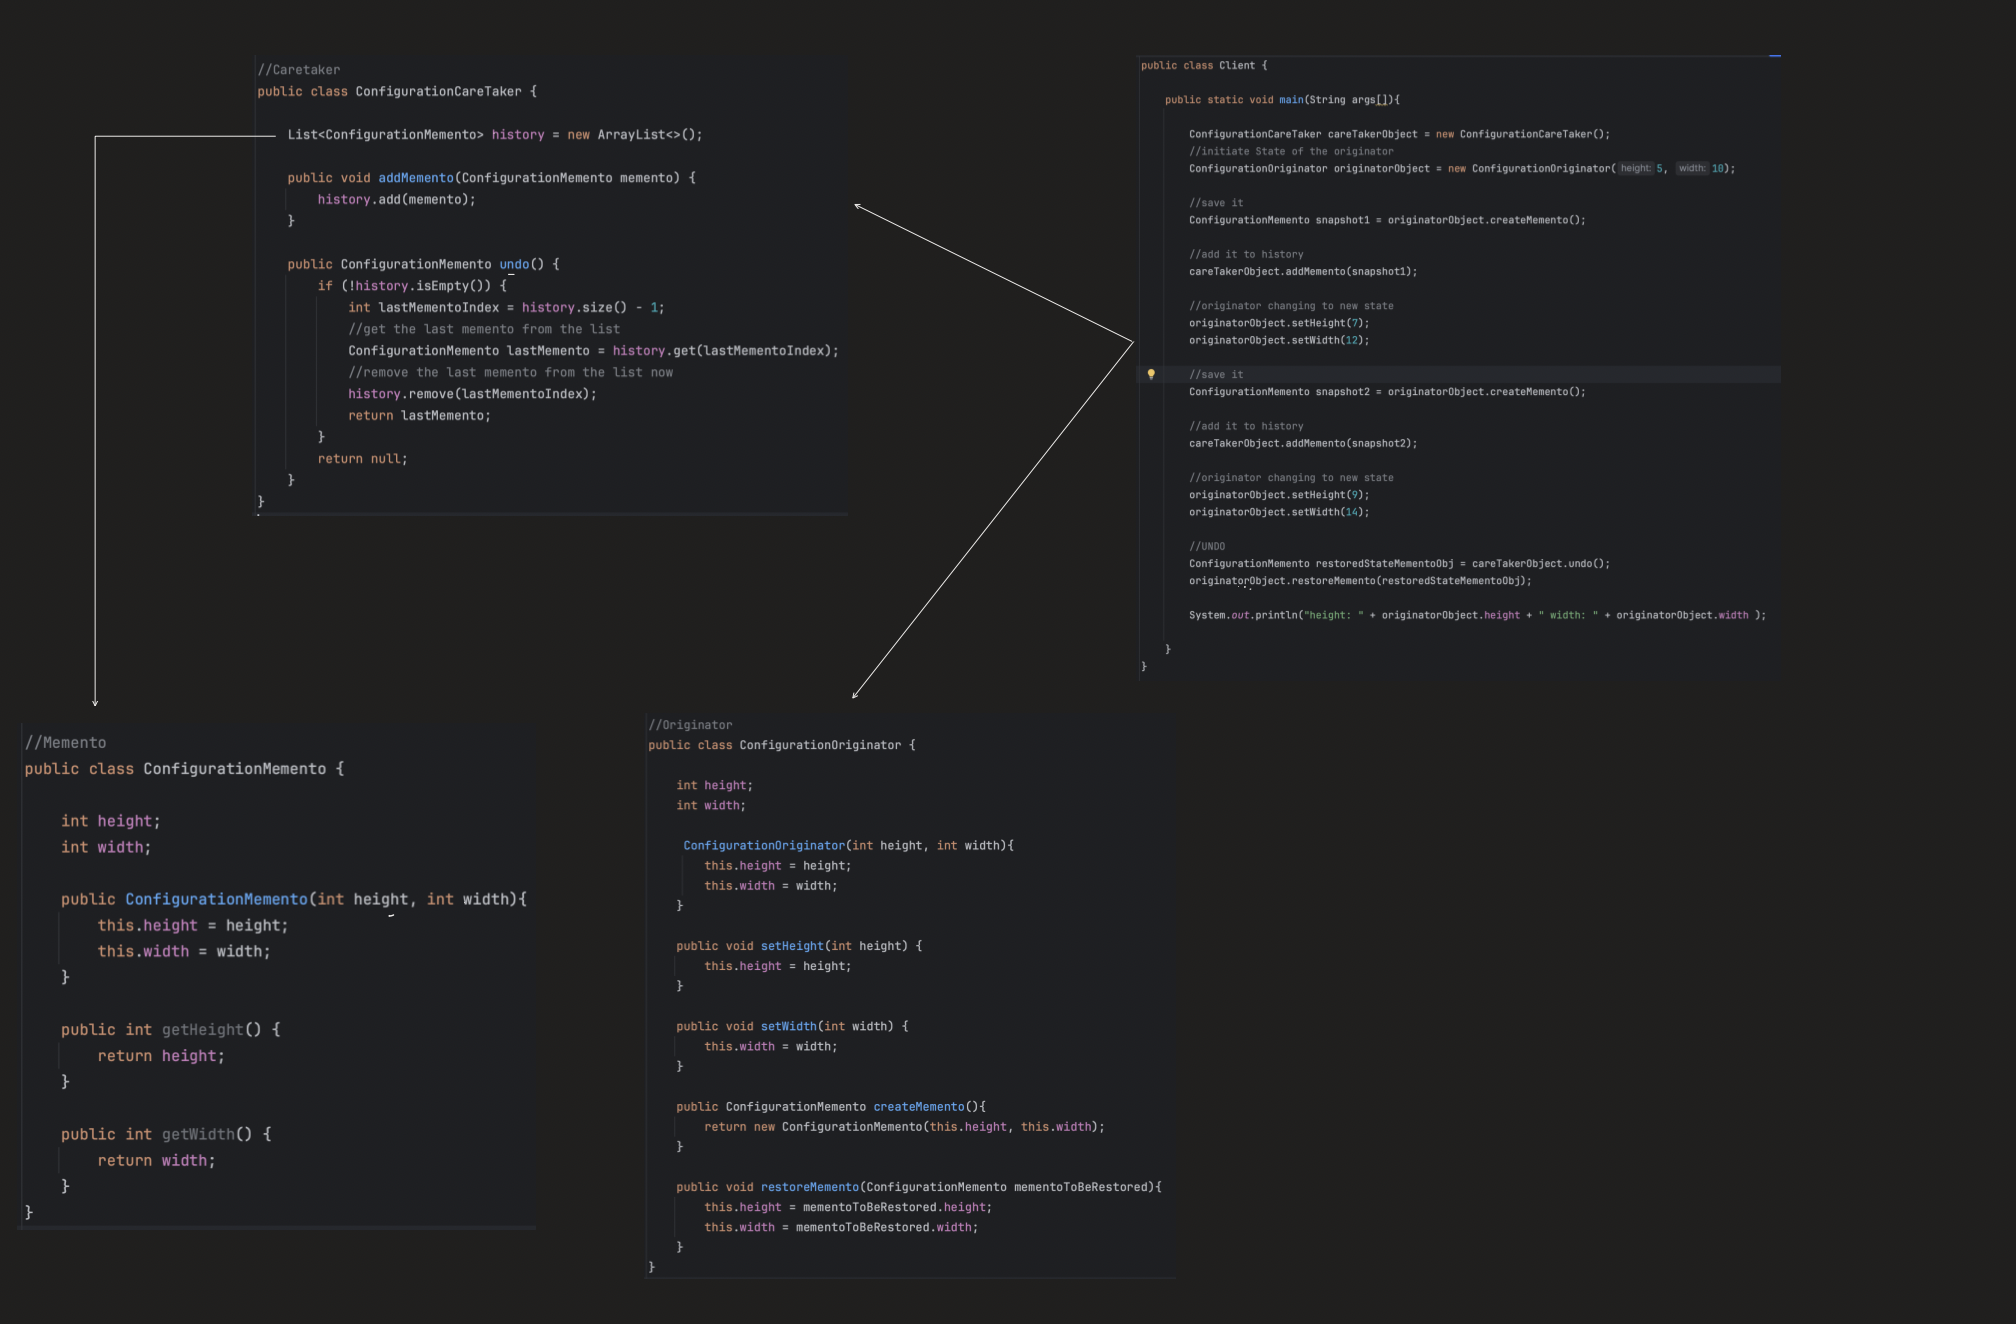 //Caretaker
public class ConfigurationCareTaker {
List<ConfigurationMemento> history = new ArrayList<>();
public void addMemento(ConfigurationMemento memento) {
history.add(memento);
}
public ConfigurationMemento undo() {
if (!history.isEmpty()) {
int lastMementoIndex = history.size() - 1;
//get the last memento from the list
ConfigurationMemento lastMemento = history.get(lastMementoIndex);
//remove the last memento from the list now
history.remove(lastMementoIndex);
return lastMemento;
}
return null;
}
}
public class Client {
public static void main(String args[]){
ConfigurationCareTaker careTakerObject = new ConfigurationCareTaker();
//initiate State of the originator
ConfigurationOriginator originatorObject = new ConfigurationOriginator( height: 5, width: 10);
//save it
ConfigurationMemento snapshot1 = originatorObject.createMemento();
//add it to history
careTakerObject.addMemento(snapshot1);
//originator changing to new state
originatorObject.setHeight(7);
originatorObject.setWidth(12);
//save it
ConfigurationMemento snapshot2 = originatorObject.createMemento();
//add it to history
careTakerObject.addMemento(snapshot2);
//originator changing to new state
originatorObject.setHeight(9);
originatorObject.setWidth(14);
//UNDO
ConfigurationMemento restoredStateMementoObj = careTakerObject.undo();
originatorObject.restoreMemento(restoredStateMementoObj);
System.out.println("height: " + originatorObject.height + " width: " + originatorObject.width );
}
}
//Memento
public class ConfigurationMemento {
int height;
int width;
public ConfigurationMemento(int height, int width){
this.height = height;
this.width = width;
}
public int getHeight() {
return height;
}
public int getWidth() {
return width;
}
}
//Originator
public class ConfigurationOriginator {
int height;
int width;
ConfigurationOriginator(int height, int width){
this.height = height;
this.width = width;
}
public void setHeight(int height) {
this.height = height;
}
public void setWidth(int width) {
this.width = width;
}
public ConfigurationMemento createMemento(){
return new ConfigurationMemento(this.height, this.width);
}
public void restoreMemento(ConfigurationMemento mementoToBeRestored){
this.height = mementoToBeRestored.height;
this.width = mementoToBeRestored.width;
}
}